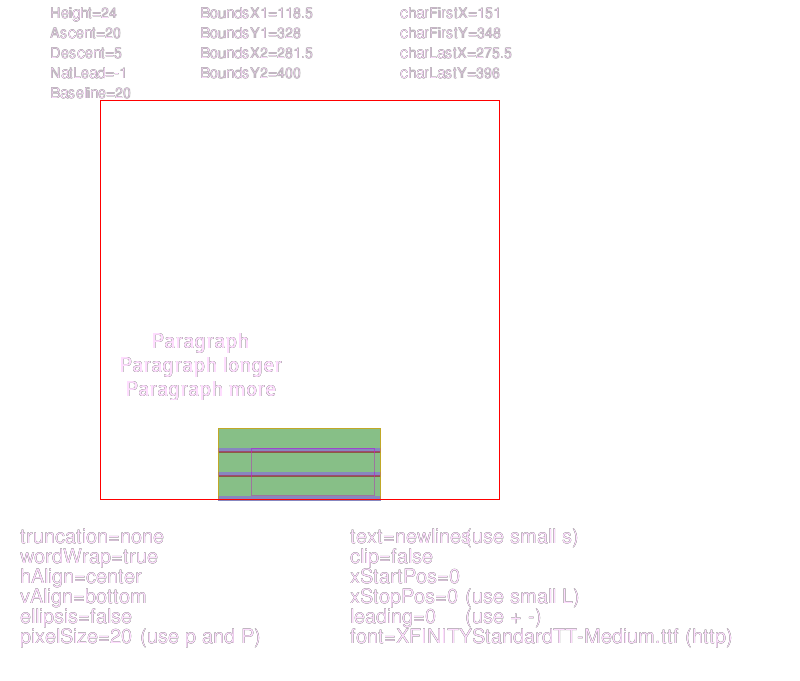 Height=24 BoundsX1=118.5 charFirstX=151
Ascent=20 BoundsY1=328 charFirstY=348
Descent=5 BoundsX2=281.5 charLastX=275.5
NatLead=-1 BoundsY2=400 charLastY=396
Baseline=20
Paragraph
Paragraph longer
Paragraph more
truncation=none text=newlines(use small s)
wordWrap=true clip=false
hAlign=center xStartPos=0
vAlign=bottom xStopPos=0 (use small L)
ellipsis=false leading=0 (use + -)
pixelSize=20 (use p and P) font=XFINITYStandardTT-Medium.ttf (http)